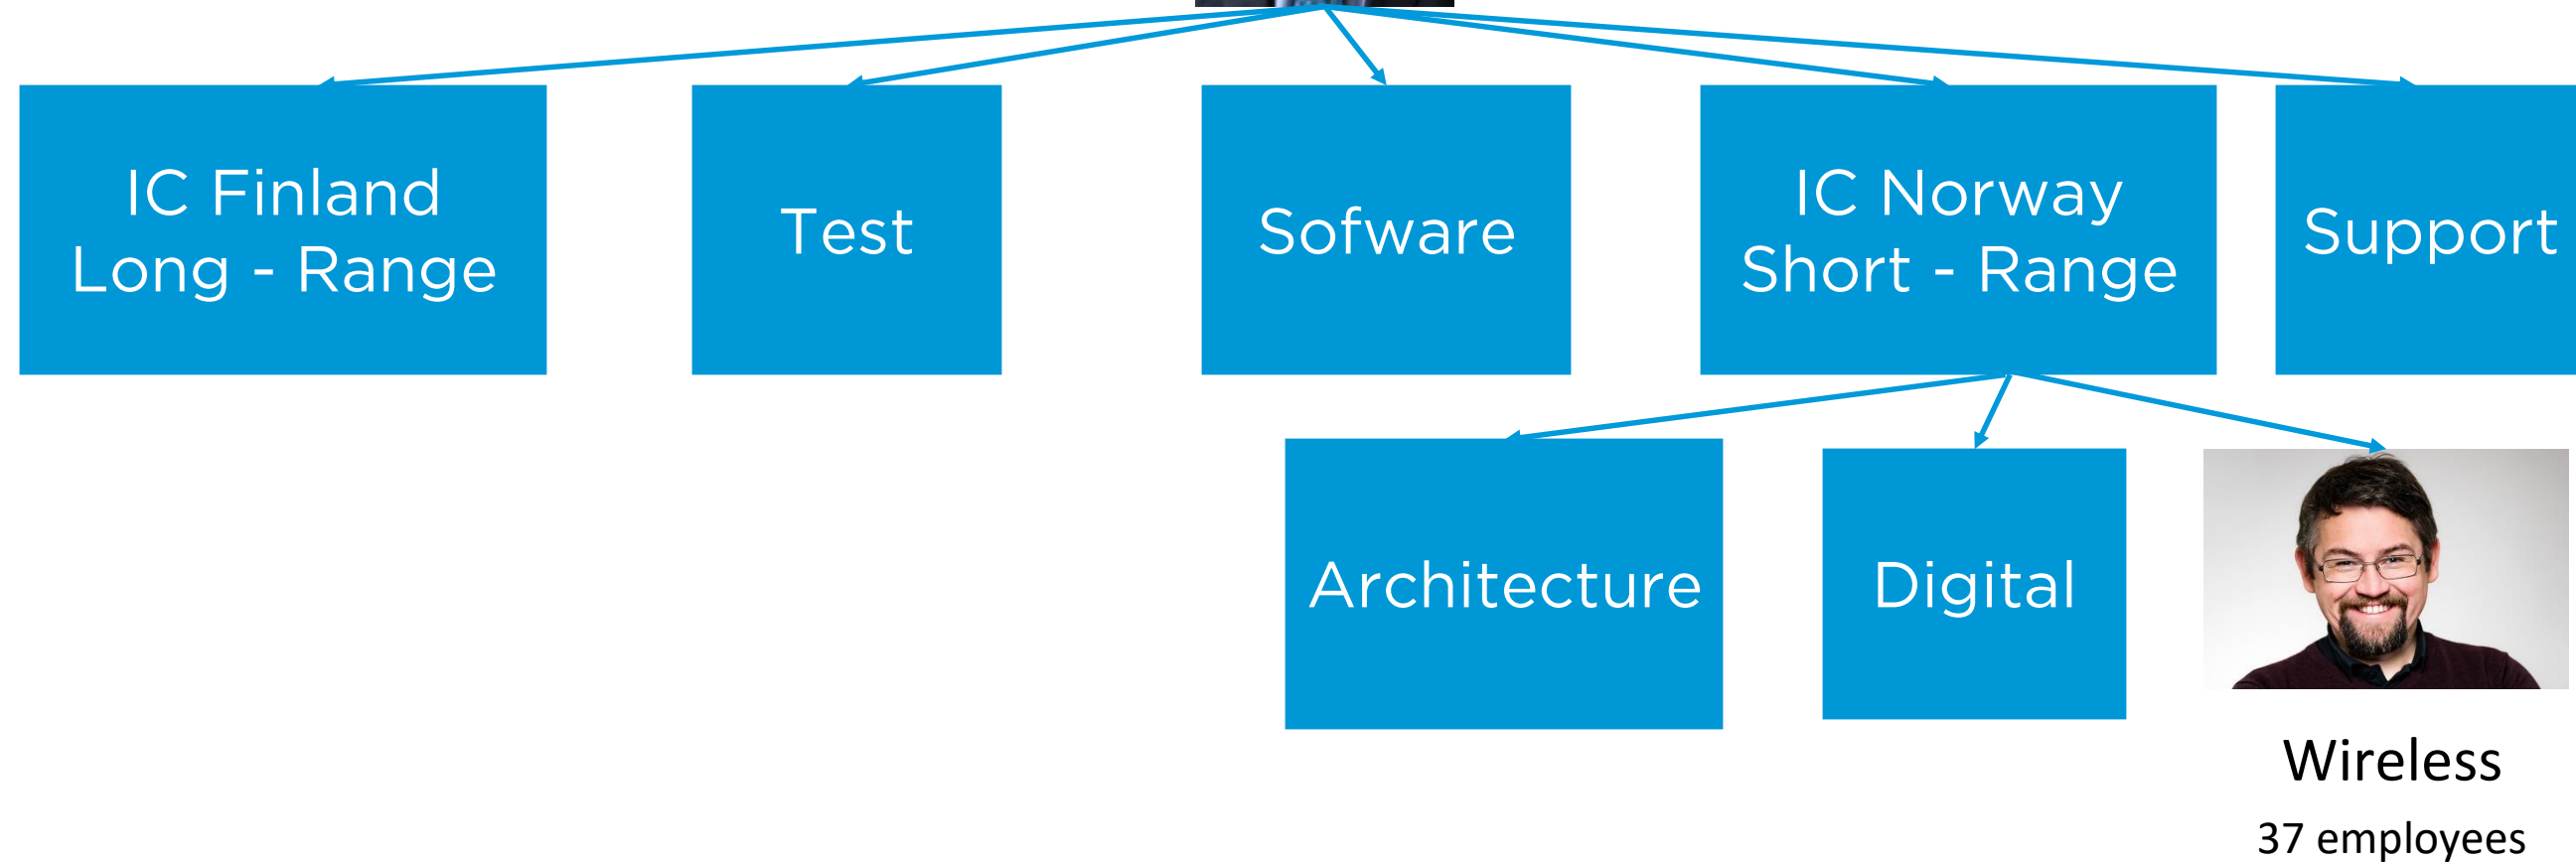 IC Finland
Long - Range
Test
Sofware
IC Norway
Short - Range
Support
Architecture
Digital
Wireless
37 employees